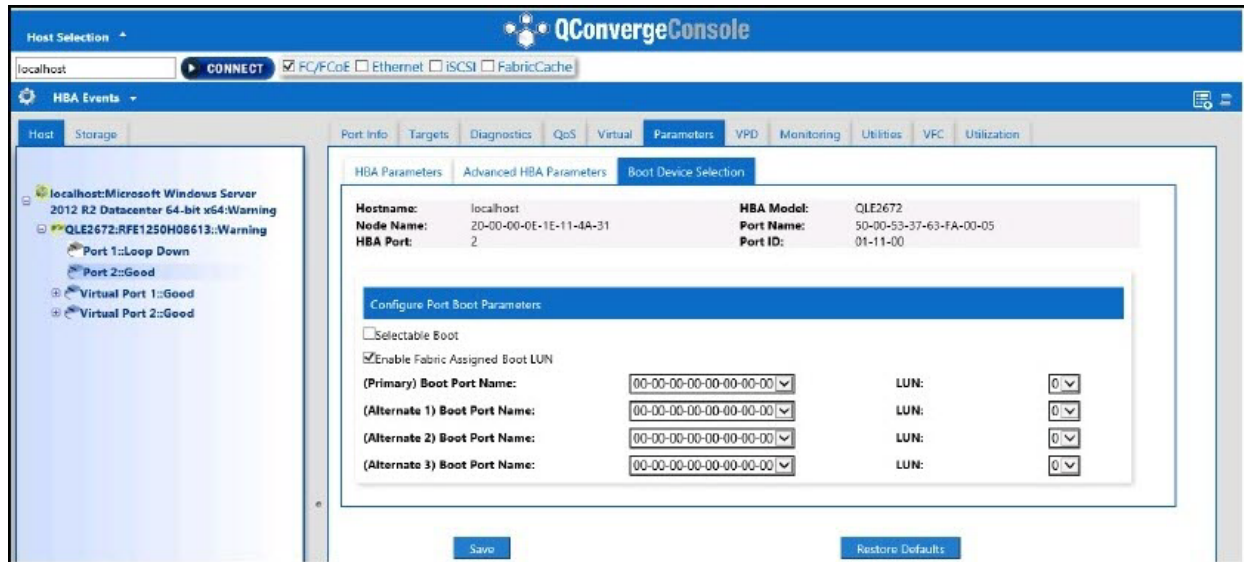 Host Selection
QConvergeConsole
localhost
CONNECT
FC/FCoE Ethernet iSCSI FabricCache
HBA Events
Host Storage
Port Info Targets Diagnostics QoS Virtual Parameters VPD Monitoring Utilities VFC Utilization
HBA Parameters Advanced HBA Parameters Boot Device Selection
localhost:Microsoft Windows Server
2012 R2 Datacenter 64-bit x64:Warning
QLE2672:RFE1250H08613::Warning
Port 1::Loop Down
Port 2::Good
Virtual Port 1::Good
Virtual Port 2::Good
Hostname: localhost HBA Model: QLE2672
Node Name: 20-00-00-0E-1E-11-4A-31 Port Name: 50-00-53-37-63-FA-00-05
HBA Port: 2 Port ID: 01-11-00
Configure Port Boot Parameters
Selectable Boot
Enable Fabric Assigned Boot LUN
(Primary) Boot Port Name: 00-00-00-00-00-00-00-00 LUN: 0
(Alternate 1) Boot Port Name: 00-00-00-00-00-00-00-00 LUN: 0
(Alternate 2) Boot Port Name: 00-00-00-00-00-00-00-00 LUN: 0
(Alternate 3) Boot Port Name: 00-00-00-00-00-00-00-00 LUN: 0
Save Restore Defaults